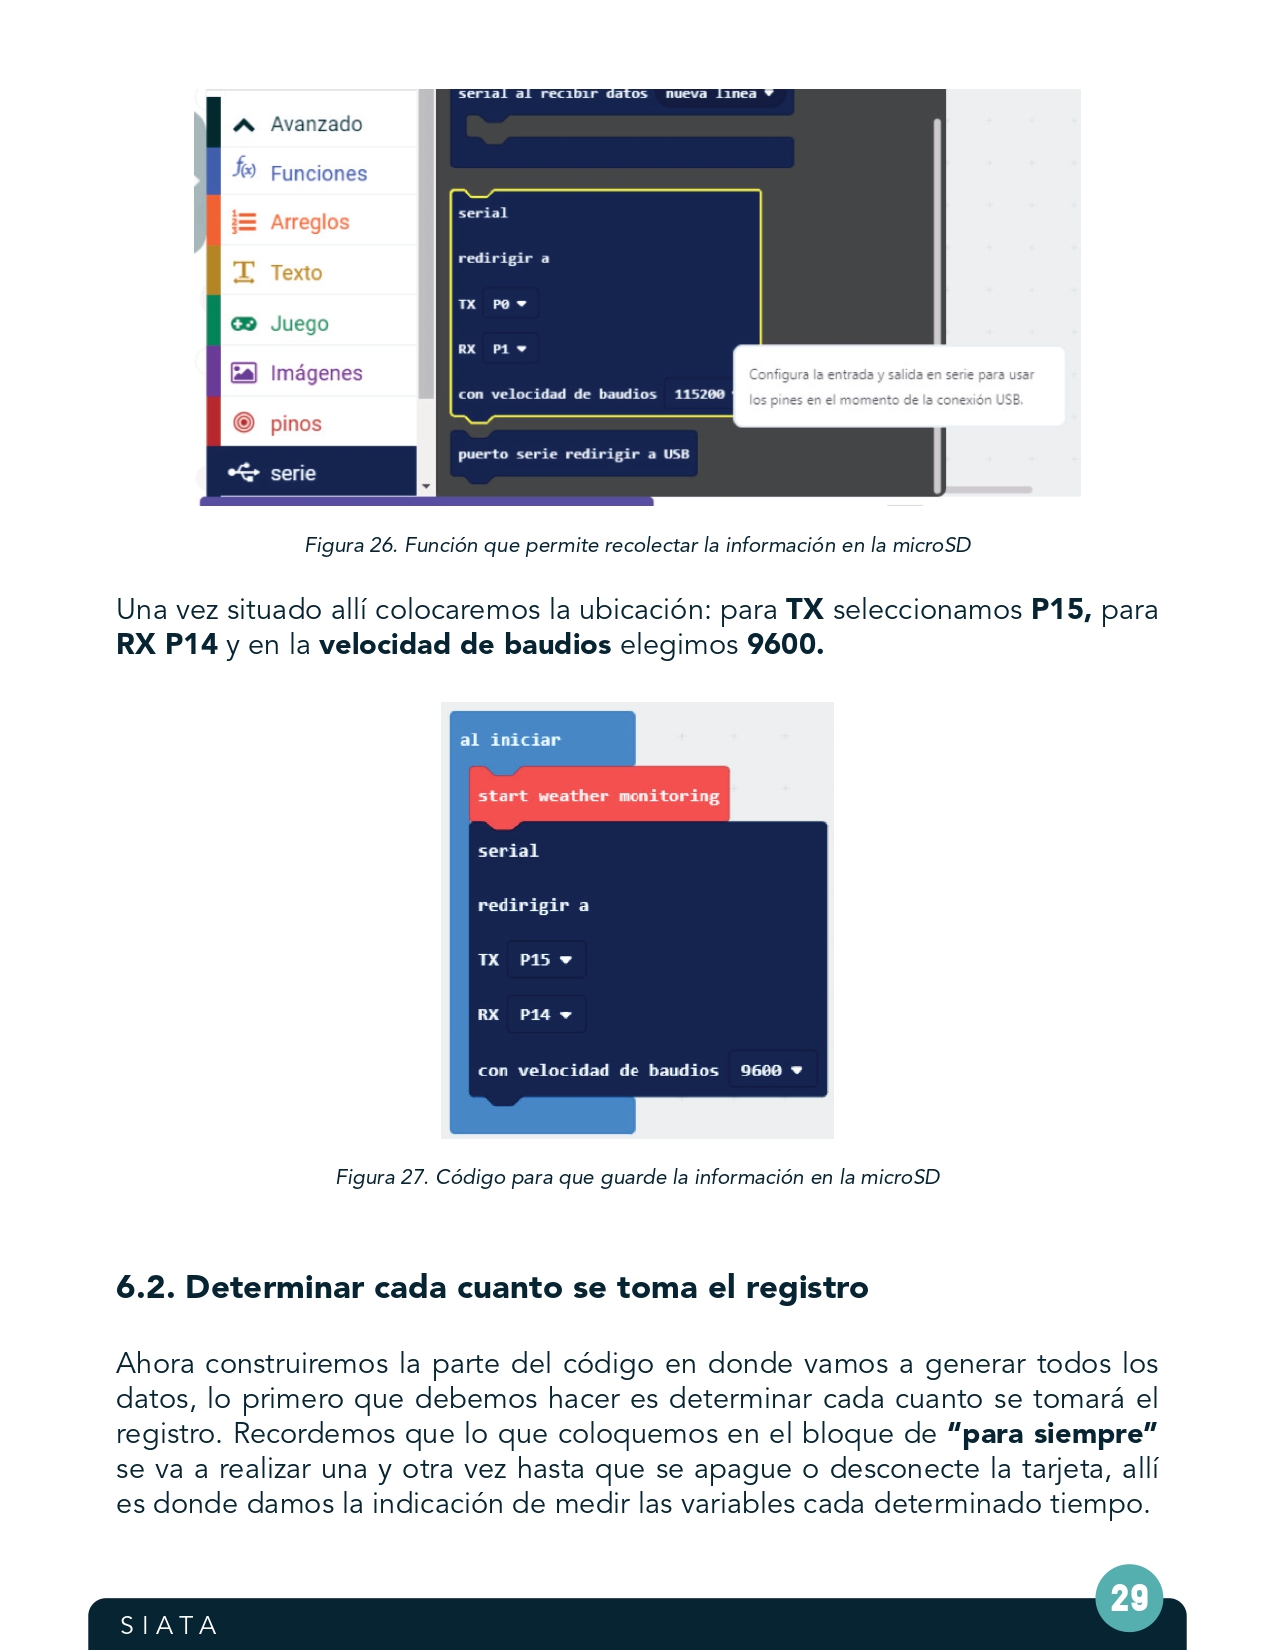 serial al recibir datos nueva línea
Avanzado
Funciones
Arreglos
Texto
Juego
Imágenes
pinos
serie
serial
redirigir a
TX P0
RX P1
con velocidad de baudios 115200
Configura la entrada y salida en serie para usar
los pines en el momento de la conexión USB.
puerto serie redirigir a USB
Figura 26. Función que permite recolectar la información en la microSD
Una vez situado allí colocaremos la ubicación: para TX seleccionamos P15, para
RX P14 y en la velocidad de baudios elegimos 9600.
al iniciar
start weather monitoring
serial
redirigir a
TX P15
RX P14
con velocidad de baudios 9600
Figura 27. Código para que guarde la información en la microSD
6.2. Determinar cada cuanto se toma el registro
Ahora construiremos la parte del código en donde vamos a generar todos los
datos, lo primero que debemos hacer es determinar cada cuanto se tomará el
registro. Recordemos que lo que coloquemos en el bloque de “para siempre”
se va a realizar una y otra vez hasta que se apague o desconecte la tarjeta, allí
es donde damos la indicación de medir las variables cada determinado tiempo.
29
SIATA